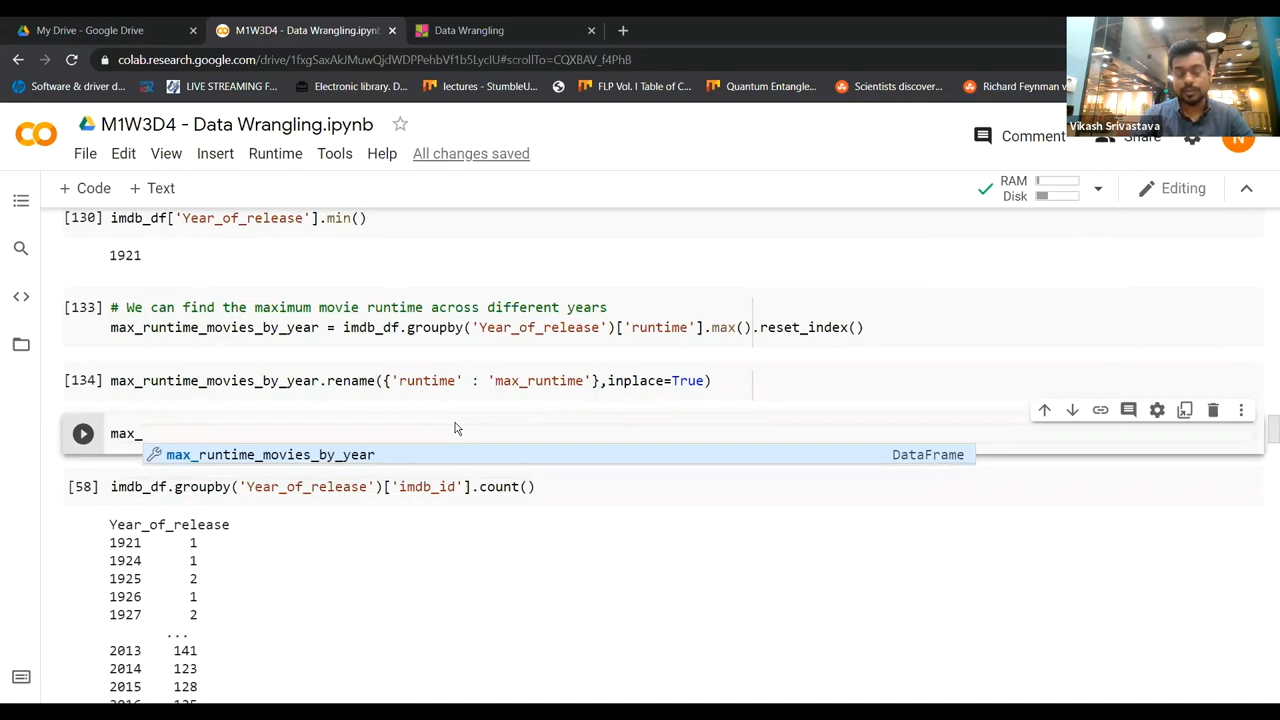 My Drive - Google Drive
M1W3D4 - Data Wrangling.ipynb
Data Wrangling
colab.research.google.com/drive/1fxgSaxAkJMuwQjdWDPPehbVf1b5LycIU#scrollTo=CQXBAV_f4PhB
Software & driver d...
LIVE STREAMING F...
Electronic library. D...
lectures - StumbleU...
FLP Vol. I Table of C...
Quantum Entangle...
Scientists discover...
Richard Feynman v
Vikash Srivastava
M1W3D4 - Data Wrangling.ipynb
Comment
Share
N
File Edit View Insert Runtime Tools Help All changes saved
+ Code + Text
RAM
Disk
Editing
[130] imdb_df['Year_of_release'].min()
1921
[133] # We can find the maximum movie runtime across different years
max_runtime_movies_by_year = imdb_df.groupby('Year_of_release')['runtime'].max().reset_index()
[134] max_runtime_movies_by_year.rename({'runtime' : 'max_runtime'},inplace=True)
max_
max_runtime_movies_by_year DataFrame
[58] imdb_df.groupby('Year_of_release')['imdb_id'].count()
Year_of_release
1921 1
1924 1
1925 2
1926 1
1927 2
...
2013 141
2014 123
2015 128